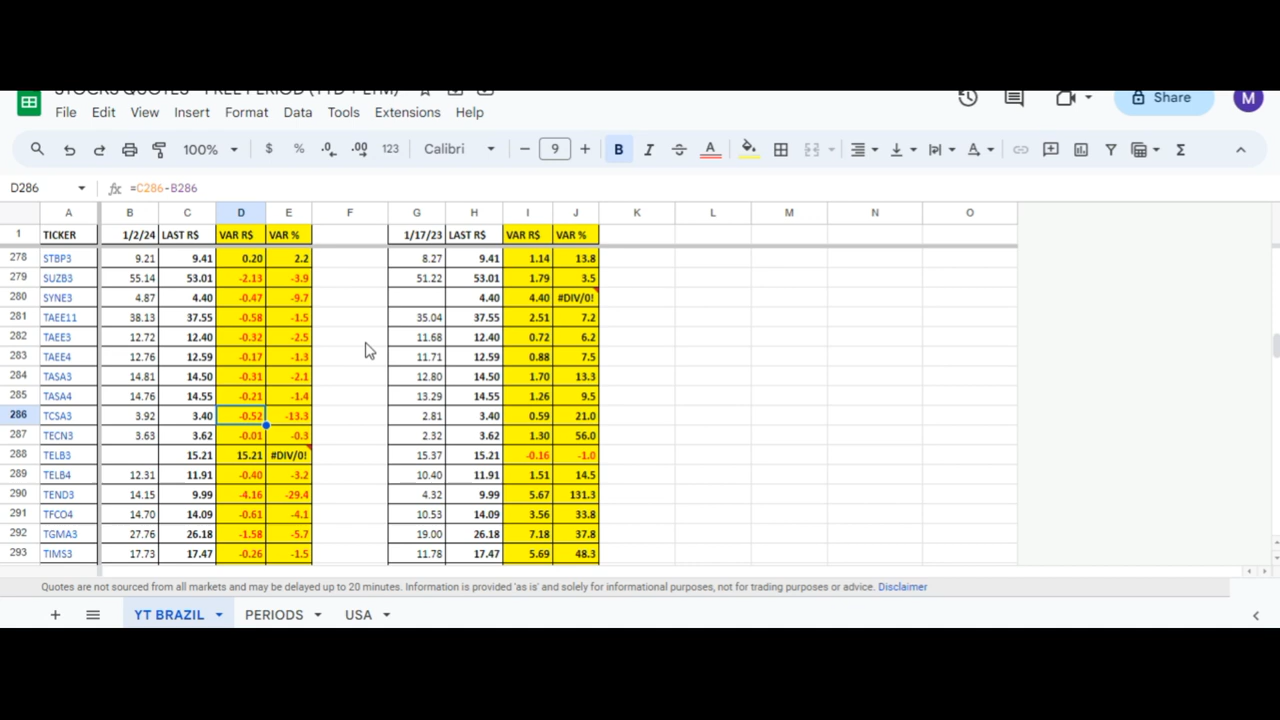 STOCKS QUOTES - FREE PERIOD (YTD + LTM)
File Edit View Insert Format Data Tools Extensions Help
Share M
100% $ % .0 .00 123 Calibri 9 B I A Σ
D286 fx =C286-B286
A B C D E F G H I J K L M N O
1 TICKER 1/2/24 LAST R$ VAR R$ VAR % 1/17/23 LAST R$ VAR R$ VAR %
278 STBP3 9.21 9.41 0.20 2.2 8.27 9.41 1.14 13.8
279 SUZB3 55.14 53.01 -2.13 -3.9 51.22 53.01 1.79 3.5
280 SYNE3 4.87 4.40 -0.47 -9.7 4.40 4.40 #DIV/0!
281 TAEE11 38.13 37.55 -0.58 -1.5 35.04 37.55 2.51 7.2
282 TAEE3 12.72 12.40 -0.32 -2.5 11.68 12.40 0.72 6.2
283 TAEE4 12.76 12.59 -0.17 -1.3 11.71 12.59 0.88 7.5
284 TASA3 14.81 14.50 -0.31 -2.1 12.80 14.50 1.70 13.3
285 TASA4 14.76 14.55 -0.21 -1.4 13.29 14.55 1.26 9.5
286 TCSA3 3.92 3.40 -0.52 -13.3 2.81 3.40 0.59 21.0
287 TECN3 3.63 3.62 -0.01 -0.3 2.32 3.62 1.30 56.0
288 TELB3 15.21 15.21 #DIV/0! 15.37 15.21 -0.16 -1.0
289 TELB4 12.31 11.91 -0.40 -3.2 10.40 11.91 1.51 14.5
290 TEND3 14.15 9.99 -4.16 -29.4 4.32 9.99 5.67 131.3
291 TFCO4 14.70 14.09 -0.61 -4.1 10.53 14.09 3.56 33.8
292 TGMA3 27.76 26.18 -1.58 -5.7 19.00 26.18 7.18 37.8
293 TIMS3 17.73 17.47 -0.26 -1.5 11.78 17.47 5.69 48.3
Quotes are not sourced from all markets and may be delayed up to 20 minutes. Information is provided 'as is' and solely for informational purposes, not for trading purposes or advice. Disclaimer
YT BRAZIL PERIODS USA